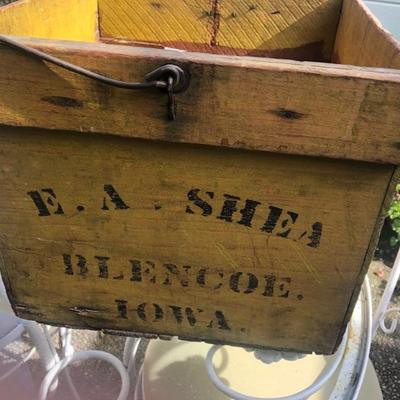 E. A. SHEA
BLENCOE.
IOWA.